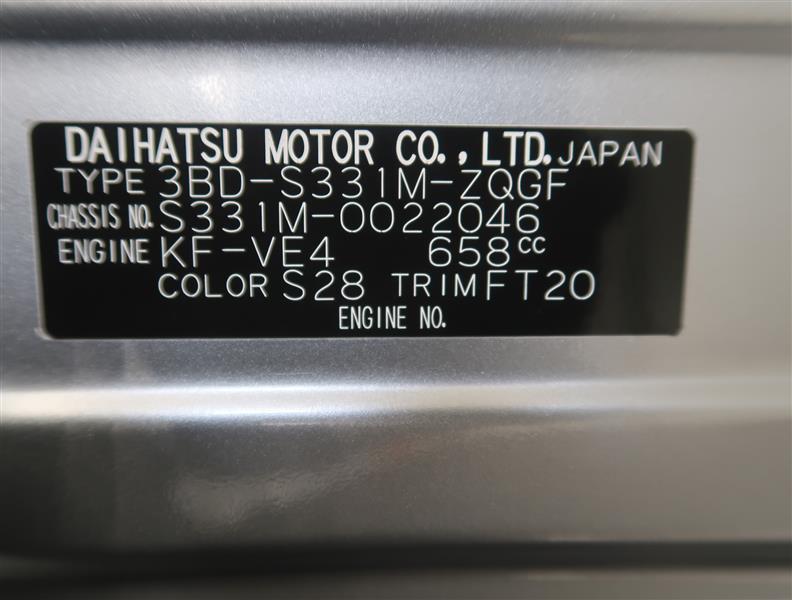 DAIHATSU MOTOR CO., LTD. JAPAN
TYPE 3BD-S331M-ZQGF
CHASSIS NO. S331M-0022046
ENGINE KF-VE4 658cc
COLOR S28 TRIM FT20
ENGINE NO.